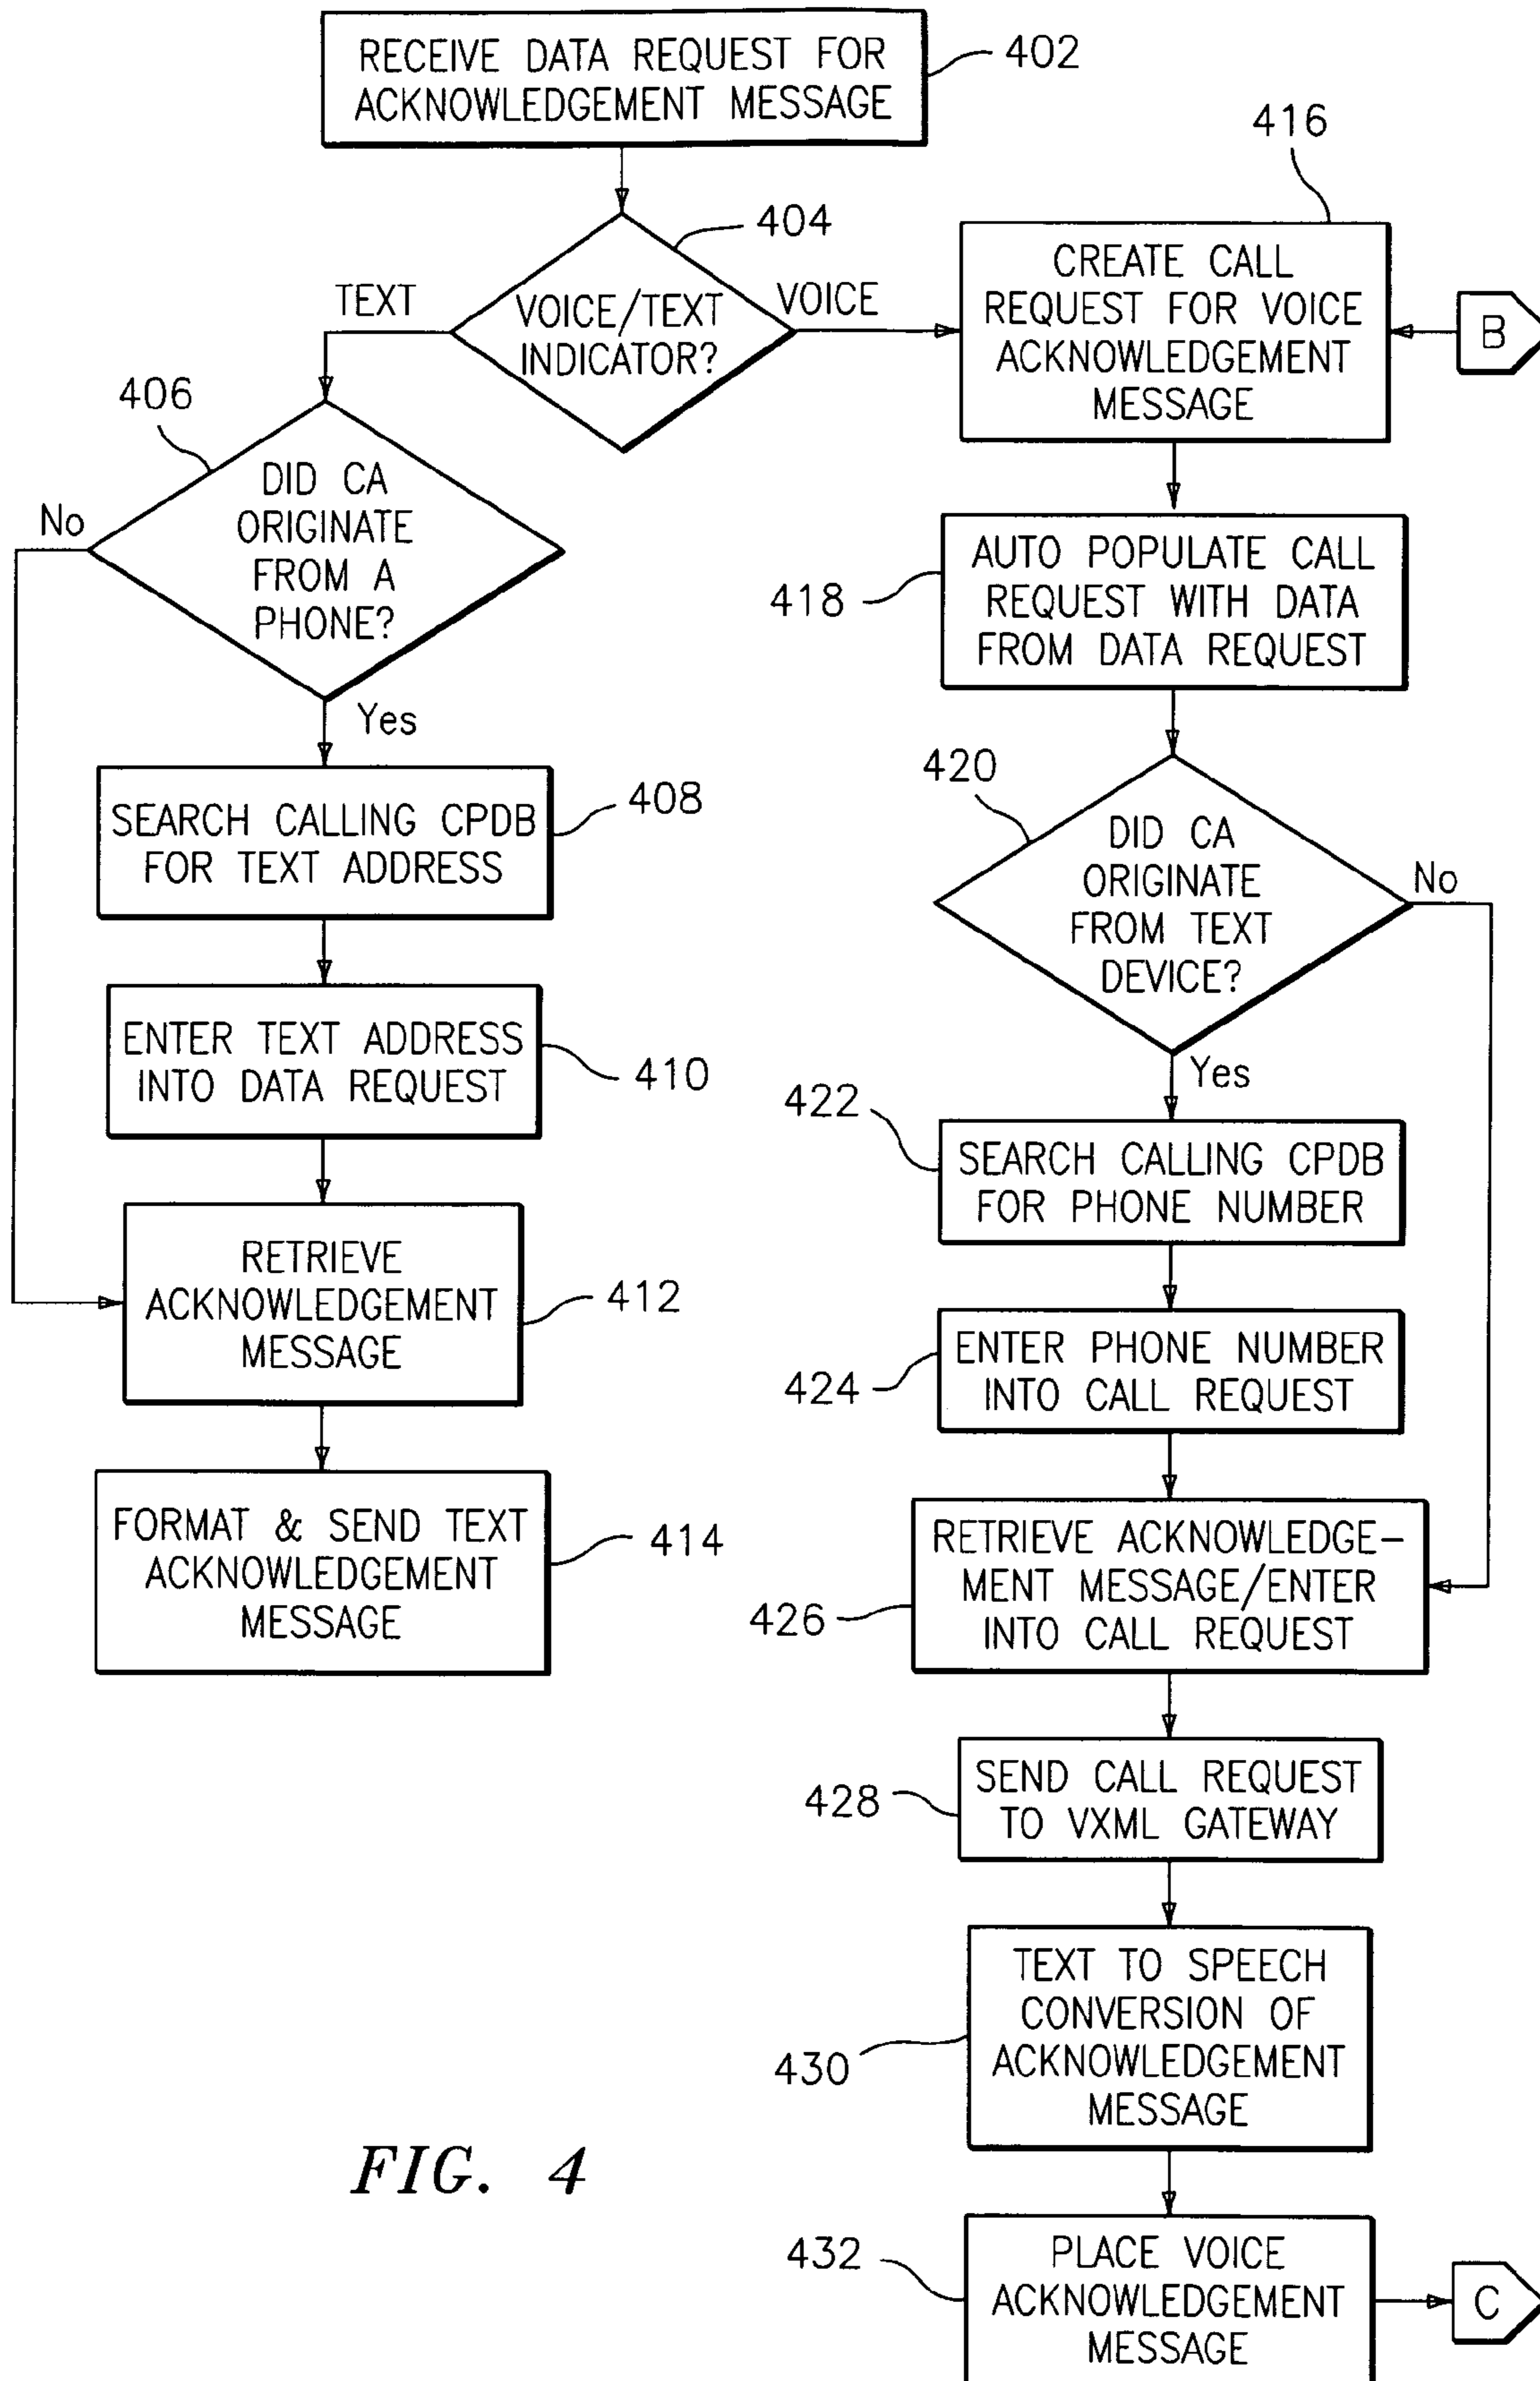 RECEIVE DATA REQUEST FOR
ACKNOWLEDGEMENT MESSAGE
402
404
VOICE/TEXT
INDICATOR?
TEXT
VOICE
406
DID CA
ORIGINATE
FROM A
PHONE?
No
Yes
SEARCH CALLING CPDB
FOR TEXT ADDRESS
408
ENTER TEXT ADDRESS
INTO DATA REQUEST
410
RETRIEVE
ACKNOWLEDGEMENT
MESSAGE
412
FORMAT & SEND TEXT
ACKNOWLEDGEMENT
MESSAGE
414
416
CREATE CALL
REQUEST FOR VOICE
ACKNOWLEDGEMENT
MESSAGE
B
AUTO POPULATE CALL
REQUEST WITH DATA
FROM DATA REQUEST
418
420
DID CA
ORIGINATE
FROM TEXT
DEVICE?
No
Yes
422
SEARCH CALLING CPDB
FOR PHONE NUMBER
424
ENTER PHONE NUMBER
INTO CALL REQUEST
426
RETRIEVE ACKNOWLEDGE-
MENT MESSAGE/ENTER
INTO CALL REQUEST
428
SEND CALL REQUEST
TO VXML GATEWAY
430
TEXT TO SPEECH
CONVERSION OF
ACKNOWLEDGEMENT
MESSAGE
432
PLACE VOICE
ACKNOWLEDGEMENT
MESSAGE
C
FIG. 4